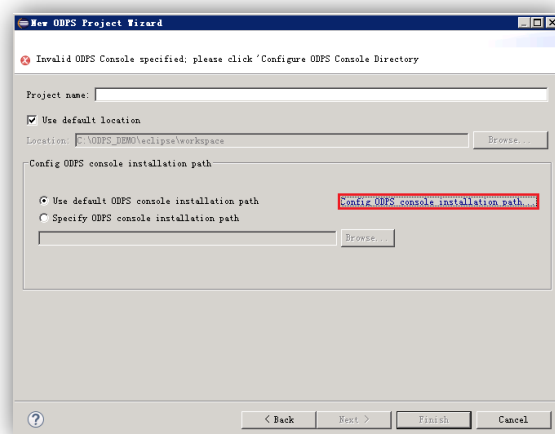 New ODPS Project Wizard
Invalid ODPS Console specified; please click 'Configure ODPS Console Directory
Project name:
Use default location
Location: C:\ODPS_DEMO\eclipse\workspace Browse...
Config ODPS console installation path
Use default ODPS console installation path Config ODPS console installation path...
Specify ODPS console installation path
Browse...
? < Back Next > Finish Cancel